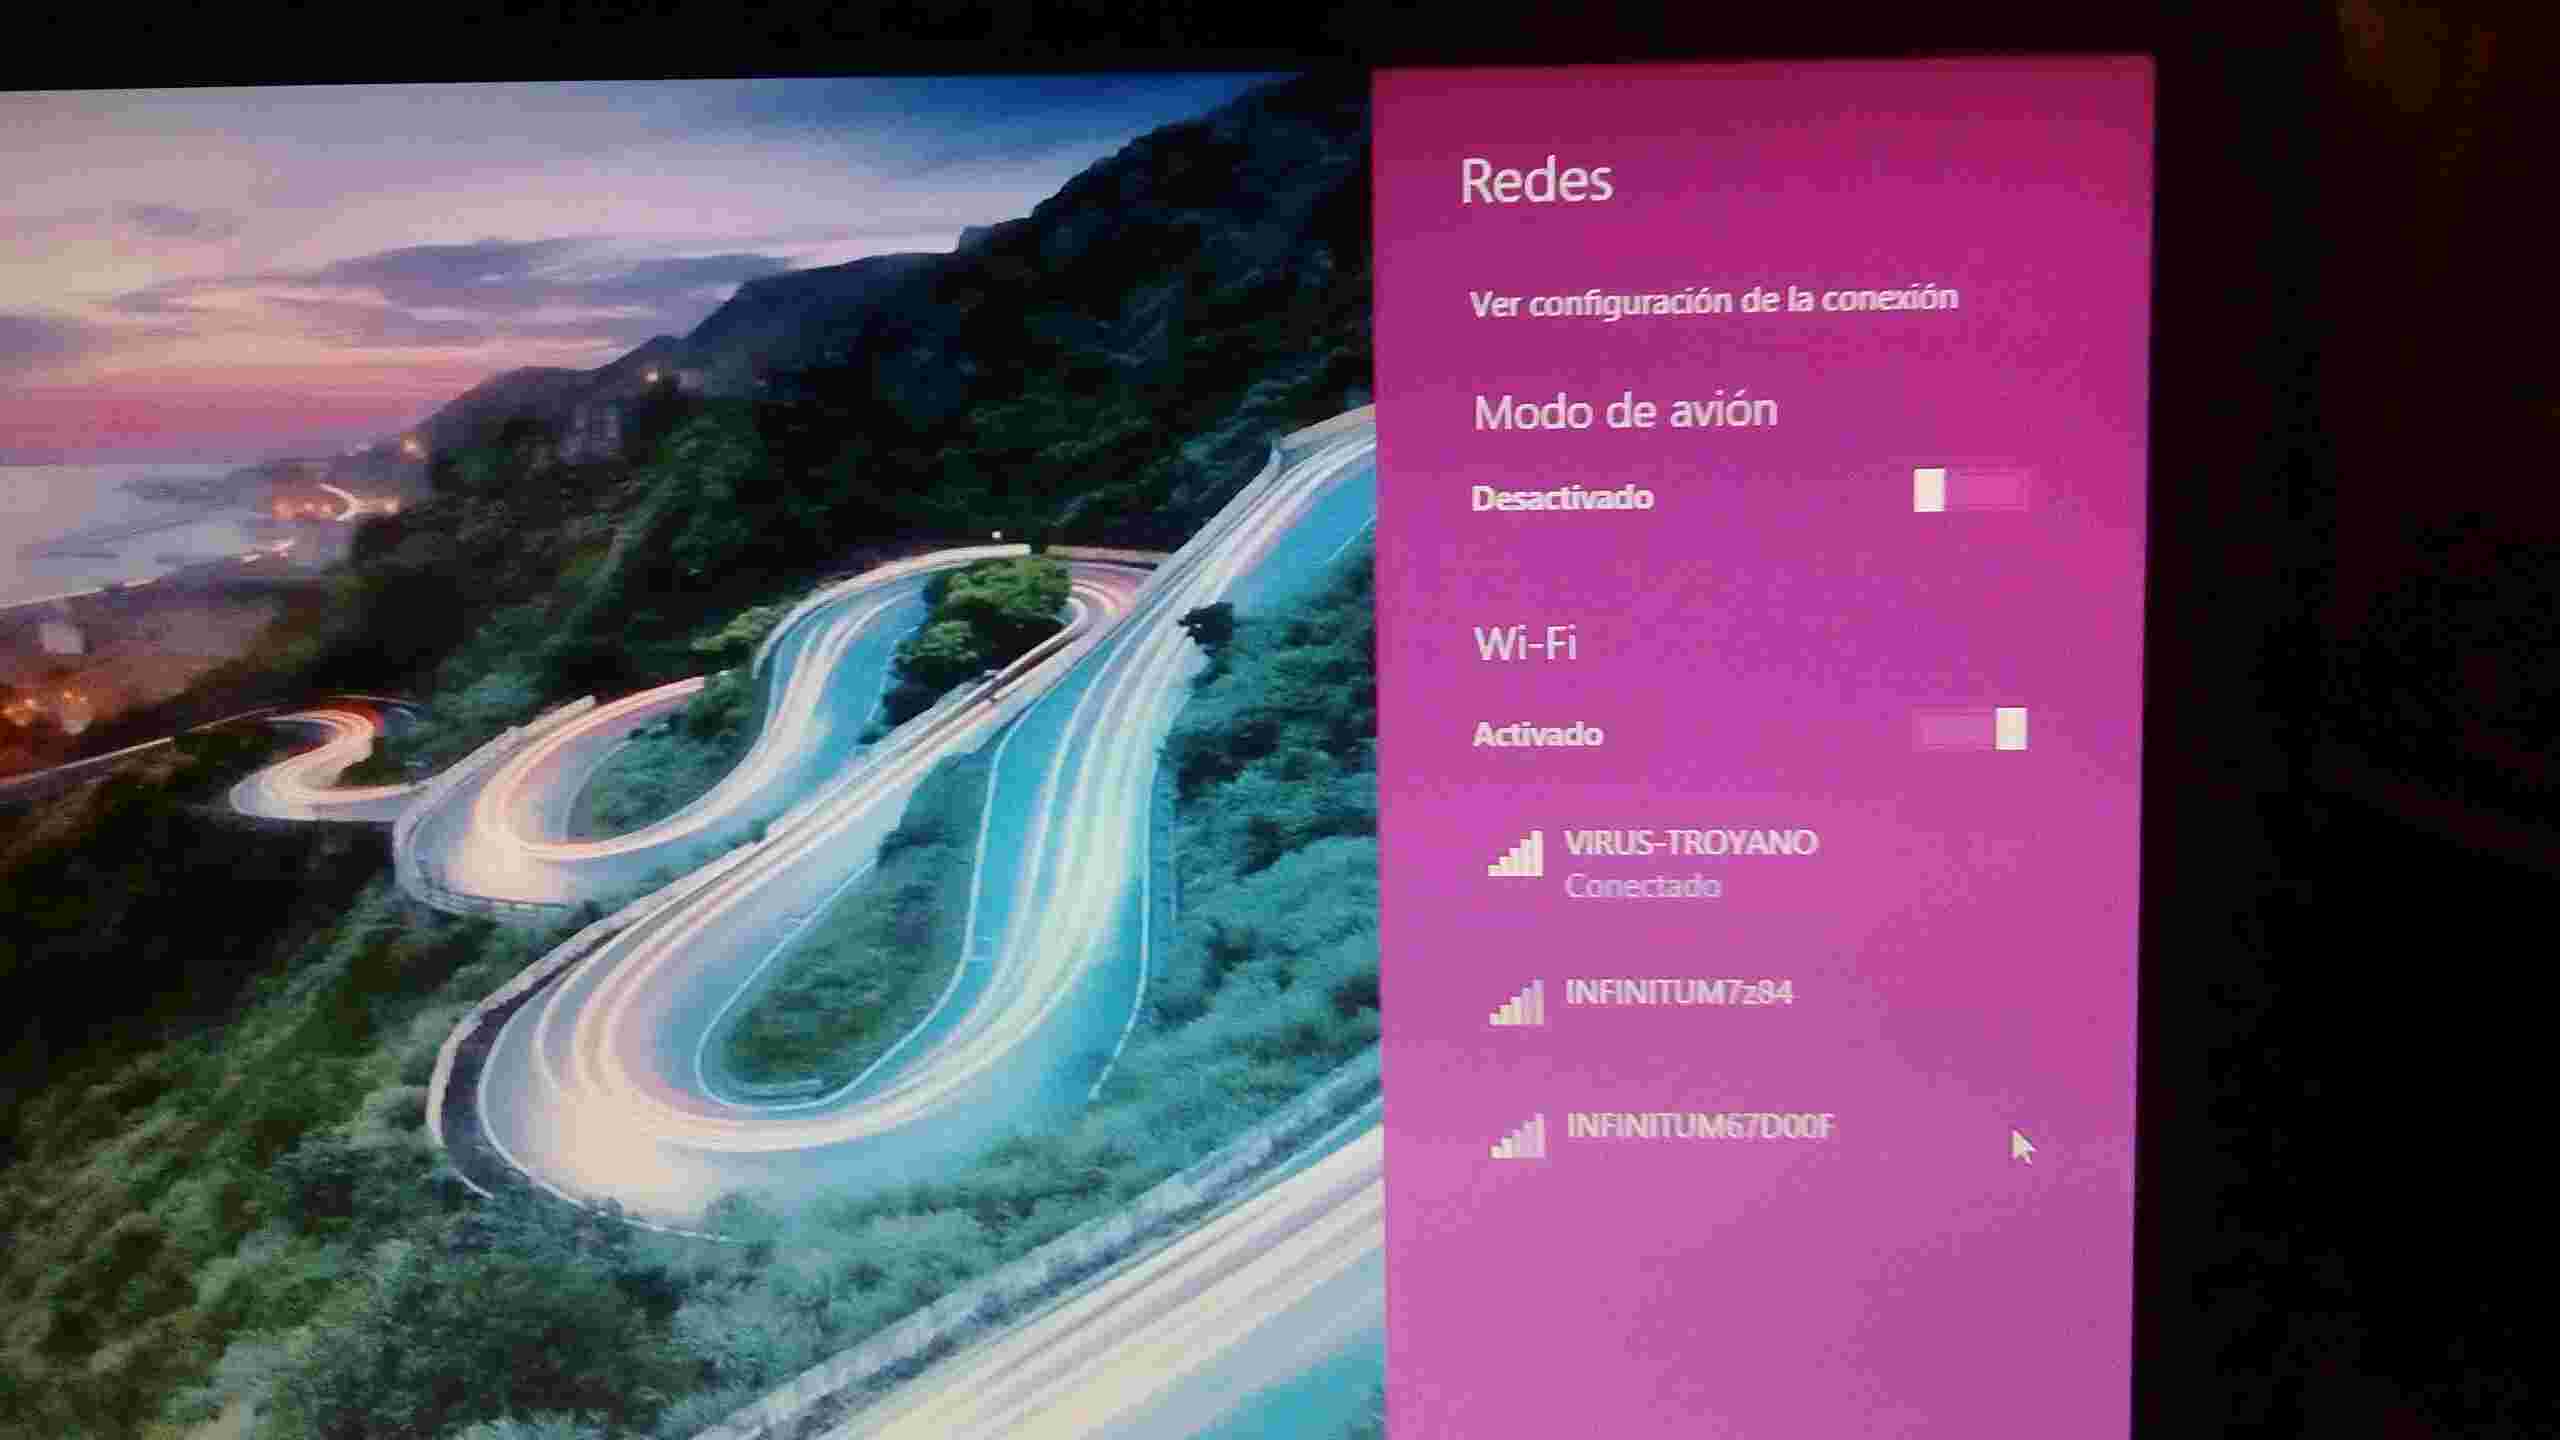 Redes
Ver configuración de la conexión
Modo de avión
Desactivado
Wi-Fi
Activado
VIRUS-TROYANO
Conectado
INFINITUM7z84
INFINITUM67D00F